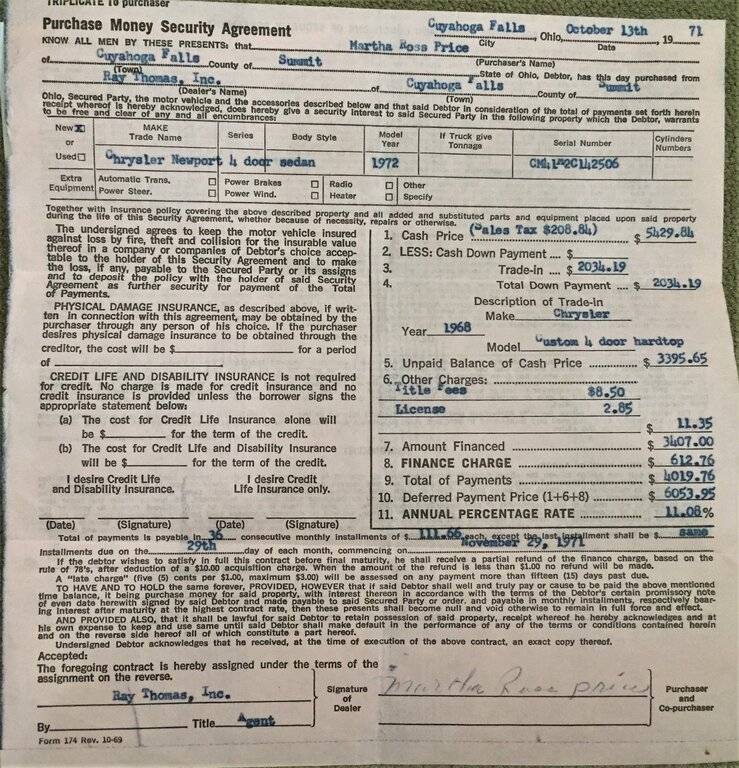 TRIPLICATE to purchaser
Purchase Money Security Agreement
Cuyahoga Falls, Ohio, October 13th, 19 71
City Date
KNOW ALL MEN BY THESE PRESENTS: that Martha Ross Price
(Purchaser's Name)
of Cuyahoga Falls County of Summit State of Ohio, Debtor, has this day purchased from
(Town)
Ray Thomas, Inc. of Cuyahoga Falls County of Summit
(Dealer's Name) (Town)
Ohio, Secured Party, the motor vehicle and the accessories described below and that said Debtor in consideration of the total of payments set forth herein
receipt whereof is hereby acknowledged, does hereby give a security interest to said Secured Party in the following property which the Debtor, warrants
to be free and clear of any and all encumbrances:
New X or Used MAKE Trade Name Series Body Style Model Year If Truck give Tonnage Serial Number Cylinders Numbers
Chrysler Newport 4 door sedan 1972
Extra Equipment Automatic Trans. Power Brakes Radio Other
Power Steer. Power Wind. Heater Specify
Together with insurance policy covering the above described property and all added and substituted parts and equipment placed upon said property
during the life of this Security Agreement, whether because of necessity, repairs or otherwise.
The undersigned agrees to keep the motor vehicle insured
against loss by fire, theft and collision for the insurable value
thereof in a company or companies of Debtor's choice accep-
table to the holder of this Security Agreement and to make
the loss, if any, payable to the Secured Party or its assigns
and to deposit the policy with the holder of said Security
Agreement as further security for payment of the Total
of Payments.
PHYSICAL DAMAGE INSURANCE, as described above, if writ-
ten in connection with this agreement, may be obtained by the
purchaser through any person of his choice. If the purchaser
desires physical damage insurance to be obtained through the
creditor, the cost will be $ for a period
of
CREDIT LIFE AND DISABILITY INSURANCE is not required
for credit. No charge is made for credit insurance and no
credit insurance is provided unless the borrower signs the
appropriate statement below:
(a) The cost for Credit Life Insurance alone will
be $ for the term of the credit.
(b) The cost for Credit Life and Disability Insurance
will be $ for the term of the credit.
I desire Credit Life I desire Credit
and Disability Insurance. Life Insurance only.
(Date) (Signature) (Date) (Signature)
1. Cash Price (Sales Tax $208.84) $ 5429.84
2. LESS: Cash Down Payment $
3. Trade-in $ 2034.19
4. Total Down Payment $ 2034.19
Description of Trade-in
Make Chrysler
Year 1968
Model Custom 4 door hardtop
5. Unpaid Balance of Cash Price $ 3395.65
6. Other Charges:
Title Fees $8.50
License 2.85
$ 11.35
7. Amount Financed $ 3407.00
8. FINANCE CHARGE $ 612.76
9. Total of Payments $ 4019.76
10. Deferred Payment Price (1+6+8) $ 6053.95
11. ANNUAL PERCENTAGE RATE 11.08%
Total of payments is payable in 36 consecutive monthly installments of $ 111.66 each, except the last installment shall be $ same
Installments due on the 29th day of each month, commencing on November 29, 1971
If the debtor wishes to satisfy in full this contract before final maturity, he shall receive a partial refund of the finance charge, based on the
rule of 78's, after deduction of a $10.00 acquisition charge. When the amount of the refund is less than $1.00 no refund will be made.
A "late charge" (five (5) cents per $1.00, maximum $3.00) will be assessed on any payment more than fifteen (15) days past due.
TO HAVE AND TO HOLD the same forever, PROVIDED, HOWEVER that if said Debtor shall well and truly pay or cause to be paid the above mentioned
time balance, it being purchase money for said property, with interest thereon in accordance with the terms of the Debtor's certain promissory note
of even date herewith signed by said Debtor and made payable to said Secured Party or order, and payable in monthly installments, respectively bear-
ing interest after maturity at the highest contract rate, then these presents shall become null and void otherwise to remain in full force and effect.
AND PROVIDED ALSO, that it shall be lawful for said Debtor to retain possession of said property, receipt whereof he hereby acknowledges and at
his own expense to keep and use same until said Debtor shall make default in the performance of any of the terms or conditions contained herein
and on the reverse side hereof all of which constitute a part hereof.
Undersigned Debtor acknowledges that he received, at the time of execution of the above contract, an exact copy thereof.
Accepted:
The foregoing contract is hereby assigned under the terms of the
assignment on the reverse.
Ray Thomas, Inc.
By Title Agent
Signature of Dealer
Martha Ross Price
Purchaser and Co-purchaser
Form 174 Rev. 10-69